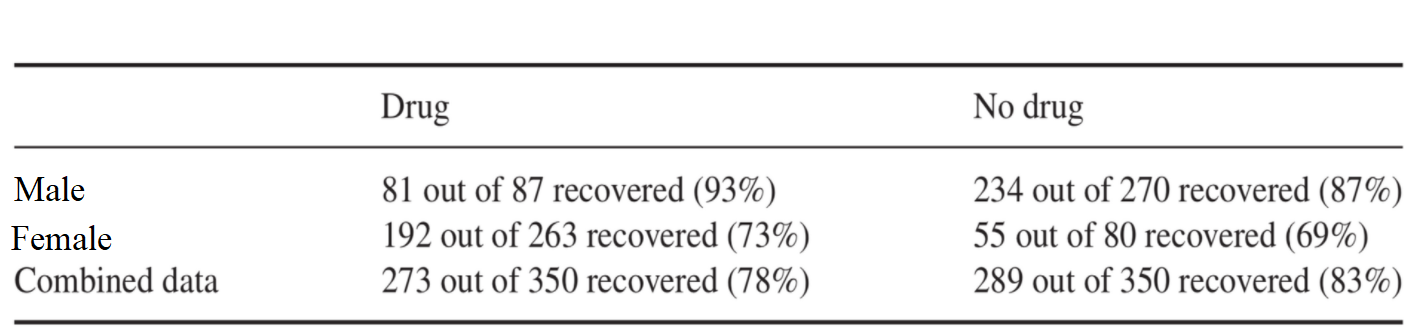 Drug No drug
Male 81 out of 87 recovered (93%) 234 out of 270 recovered (87%)
Female 192 out of 263 recovered (73%) 55 out of 80 recovered (69%)
Combined data 273 out of 350 recovered (78%) 289 out of 350 recovered (83%)